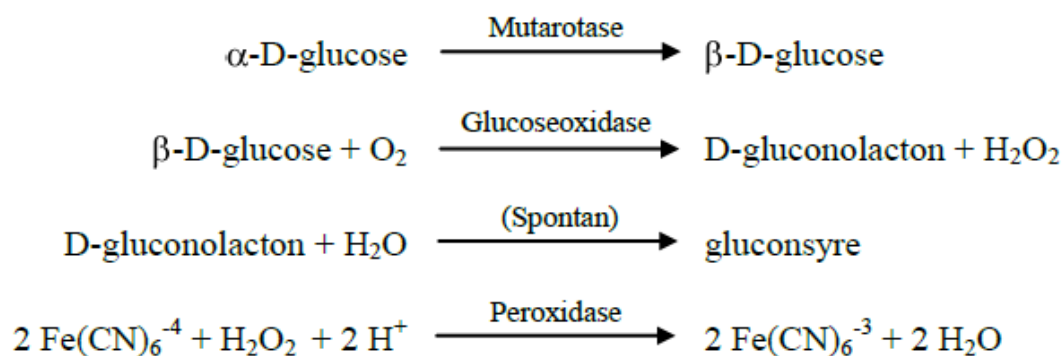 Mutarotase
α-D-glucose → β-D-glucose
Glucoseoxidase
β-D-glucose + O₂ → D-gluconolacton + H₂O₂
(Spontan)
D-gluconolacton + H₂O → gluconsyre
Peroxidase
2 Fe(CN)₆⁻⁴ + H₂O₂ + 2 H⁺ → 2 Fe(CN)₆⁻³ + 2 H₂O